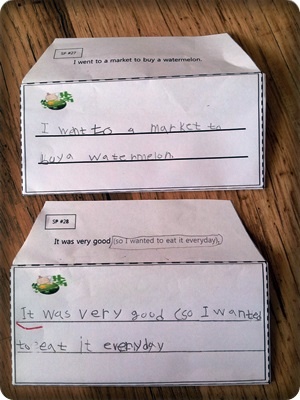 SP #27
I went to a market to buy a watermelon.
I want to a market to
buy a watermelon
SP #28
It was very good (so I wanted to eat it everyday).
It was very good (so I wanted
to eat it everyday